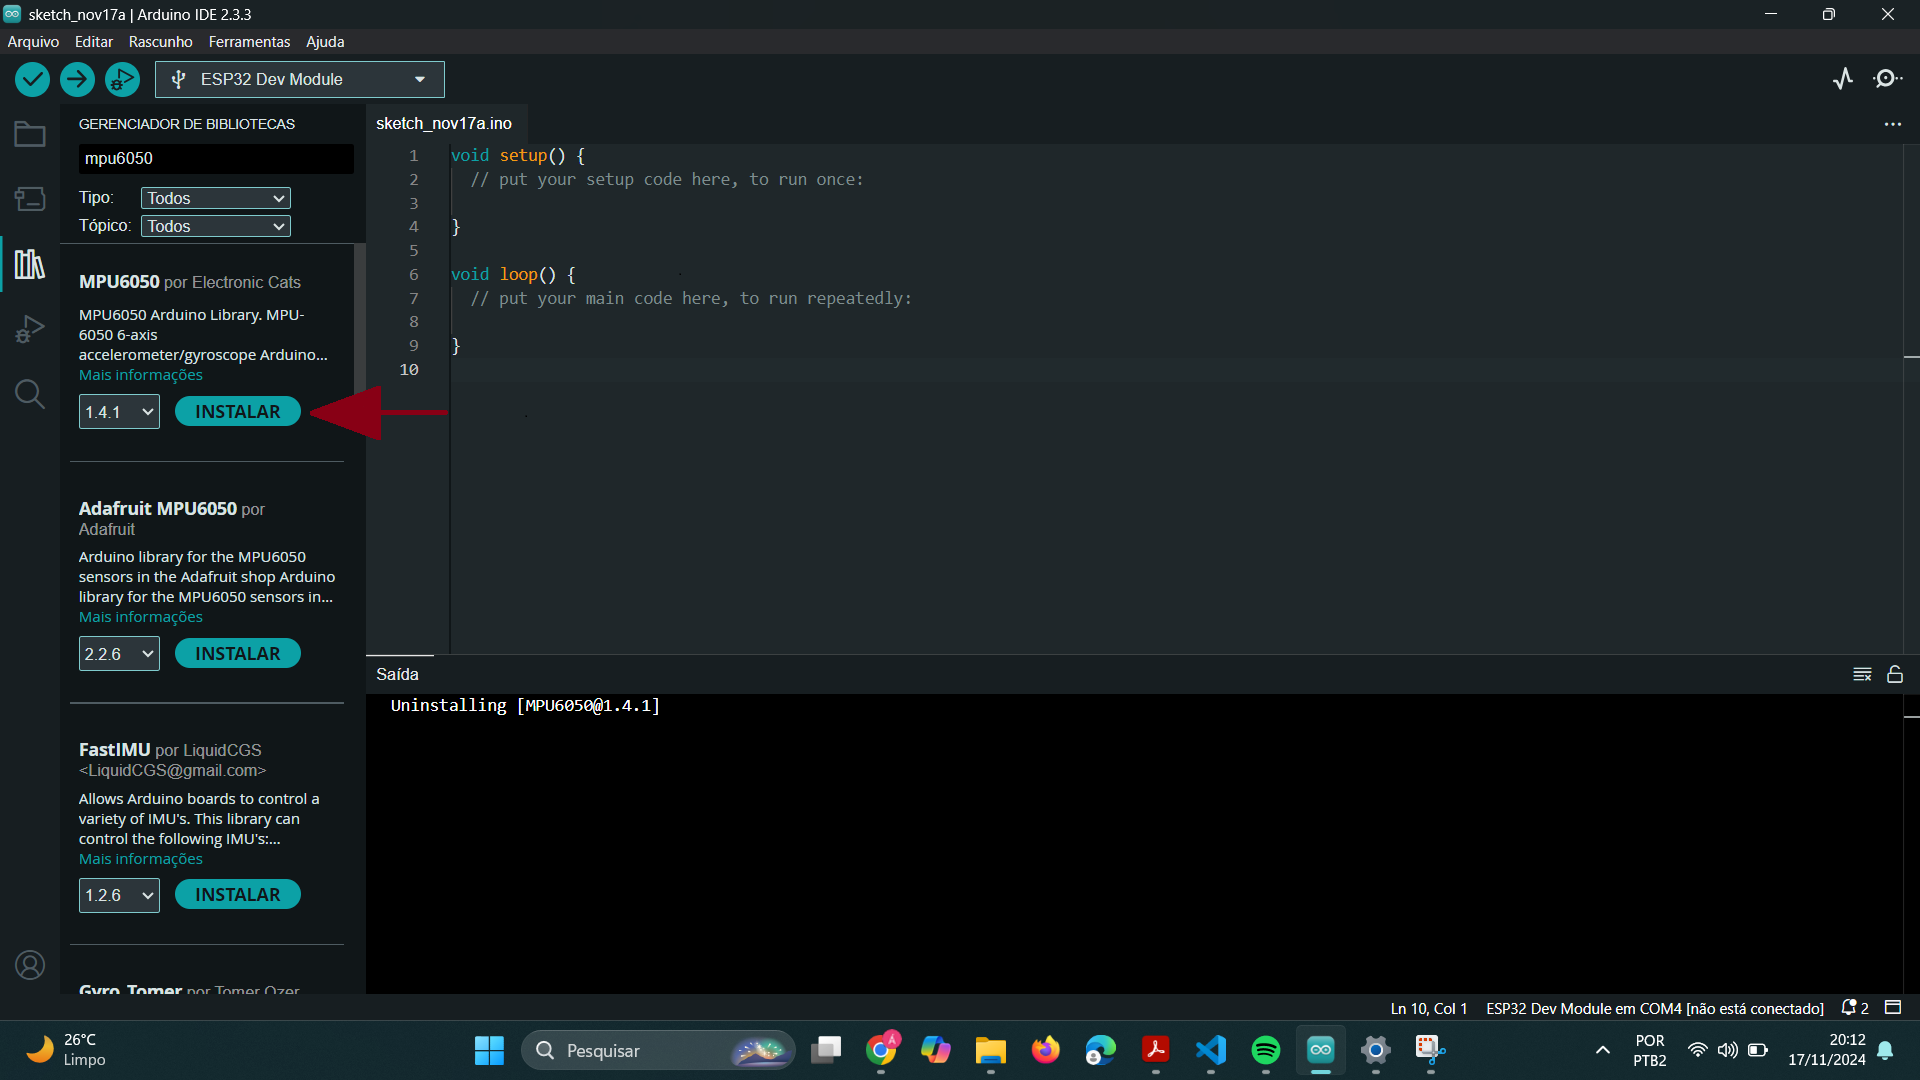 sketch_nov17a | Arduino IDE 2.3.3
Arquivo Editar Rascunho Ferramentas Ajuda
ESP32 Dev Module
GERENCIADOR DE BIBLIOTECAS
mpu6050
Tipo: Todos
Tópico: Todos
MPU6050 por Electronic Cats
MPU6050 Arduino Library. MPU-
6050 6-axis
accelerometer/gyroscope Arduino...
Mais informações
1.4.1 INSTALAR
Adafruit MPU6050 por
Adafruit
Arduino library for the MPU6050
sensors in the Adafruit shop Arduino
library for the MPU6050 sensors in...
Mais informações
2.2.6 INSTALAR
FastIMU por LiquidCGS
<LiquidCGS@gmail.com>
Allows Arduino boards to control a
variety of IMU's. This library can
control the following IMU's:...
Mais informações
1.2.6 INSTALAR
Gyro_Tomer por Tomer Ozer
sketch_nov17a.ino
1 void setup() {
2 // put your setup code here, to run once:
3
4 }
5
6 void loop() {
7 // put your main code here, to run repeatedly:
8
9 }
10
Saída
Uninstalling [MPU6050@1.4.1]
Ln 10, Col 1 ESP32 Dev Module em COM4 [não está conectado] 2
26°C
Limpo
Pesquisar
A
POR
PTB2
20:12
17/11/2024